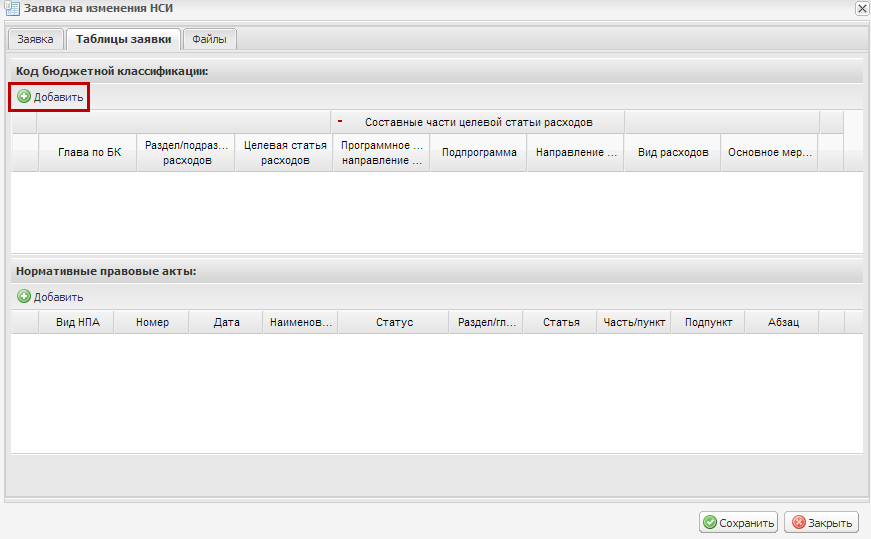 Заявка на изменения НСИ
Заявка Таблицы заявки Файлы
Код бюджетной классификации:
Добавить
- Составные части целевой статьи расходов
Глава по БК Раздел/подраз... расходов Целевая статья расходов Программное ... направление ... Подпрограмма Направление ... Вид расходов Основное мер...
Нормативные правовые акты:
Добавить
Вид НПА Номер Дата Наименов... Статус Раздел/гл... Статья Часть/пункт Подпункт Абзац
Сохранить Закрыть